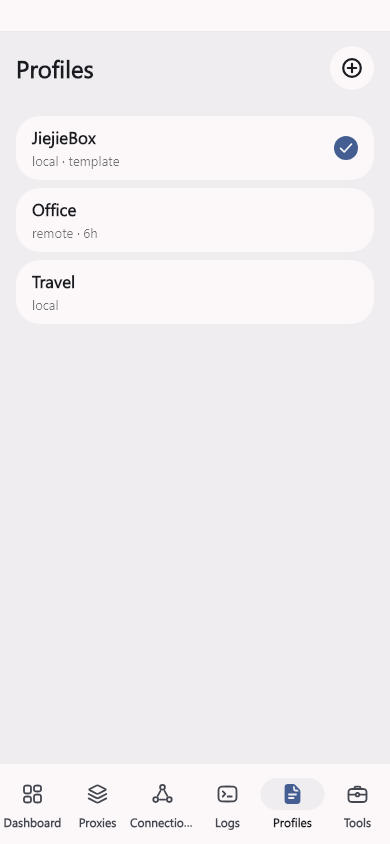 Profiles
JiejieBox
local · template
Office
remote · 6h
Travel
local
Dashboard
Proxies
Connectio...
Logs
Profiles
Tools